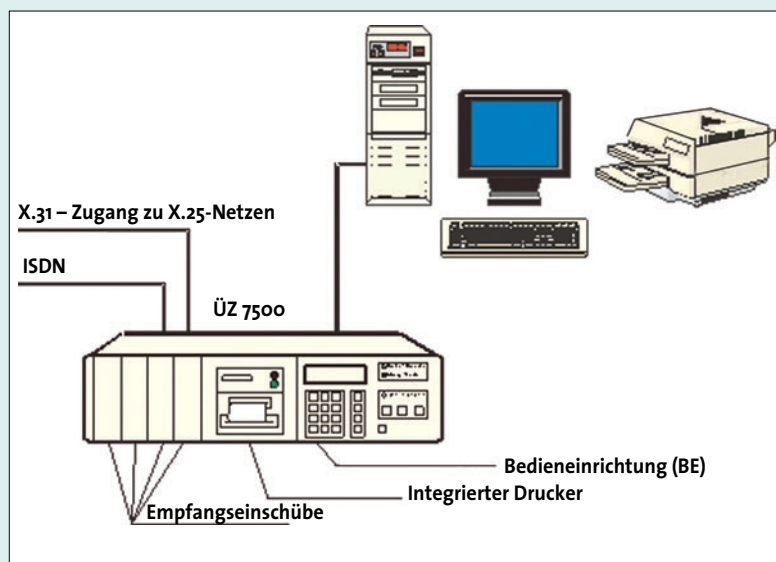 X.31 – Zugang zu X.25-Netzen
ISDN
ÜZ 7500
Bedieneinrichtung (BE)
Integrierter Drucker
Empfangseinschübe